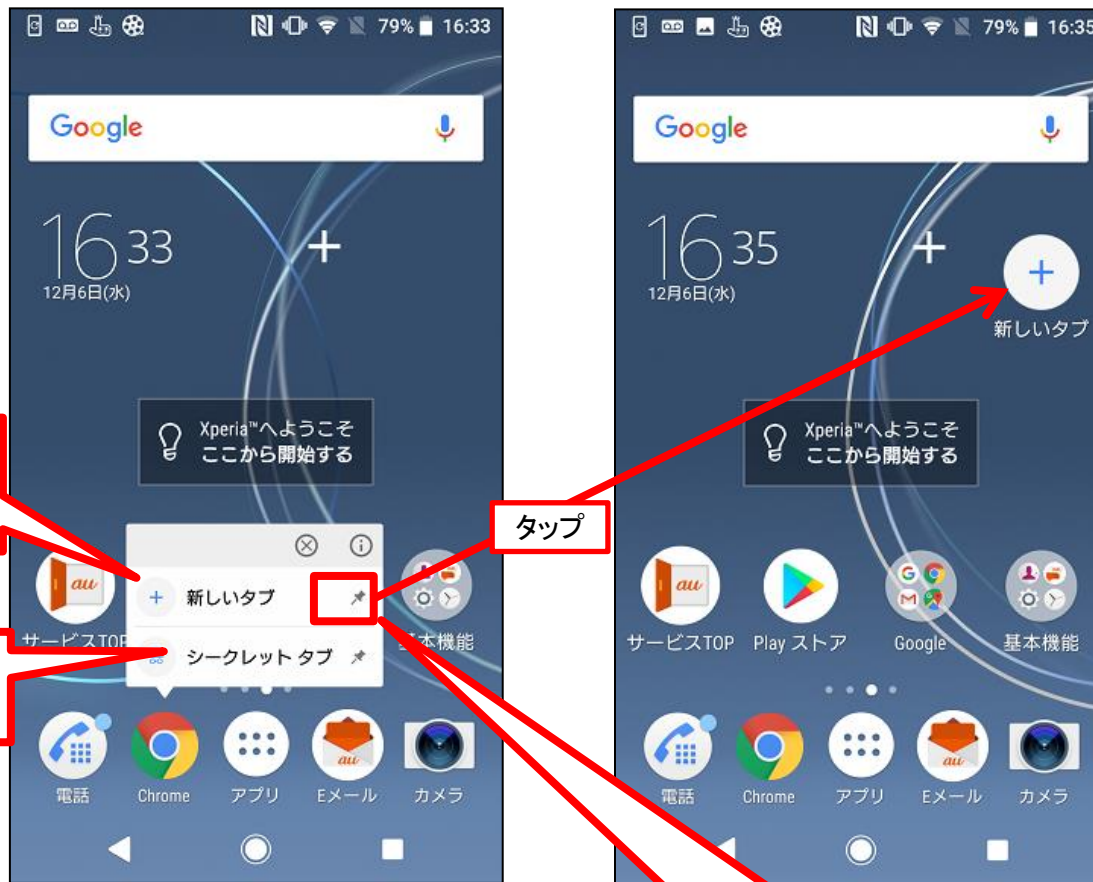 79% 16:33
Google
16 33
12月6日(水)
Xperia™へようこそ
ここから開始する
新しいタブ
シークレット タブ
au
サービスTOP
基本機能
電話
Chrome
アプリ
au
Eメール
カメラ
タップ
79% 16:35
Google
16 35
12月6日(水)
新しいタブ
Xperia™へようこそ
ここから開始する
au
サービスTOP
Play ストア
Google
基本機能
電話
Chrome
アプリ
au
Eメール
カメラ